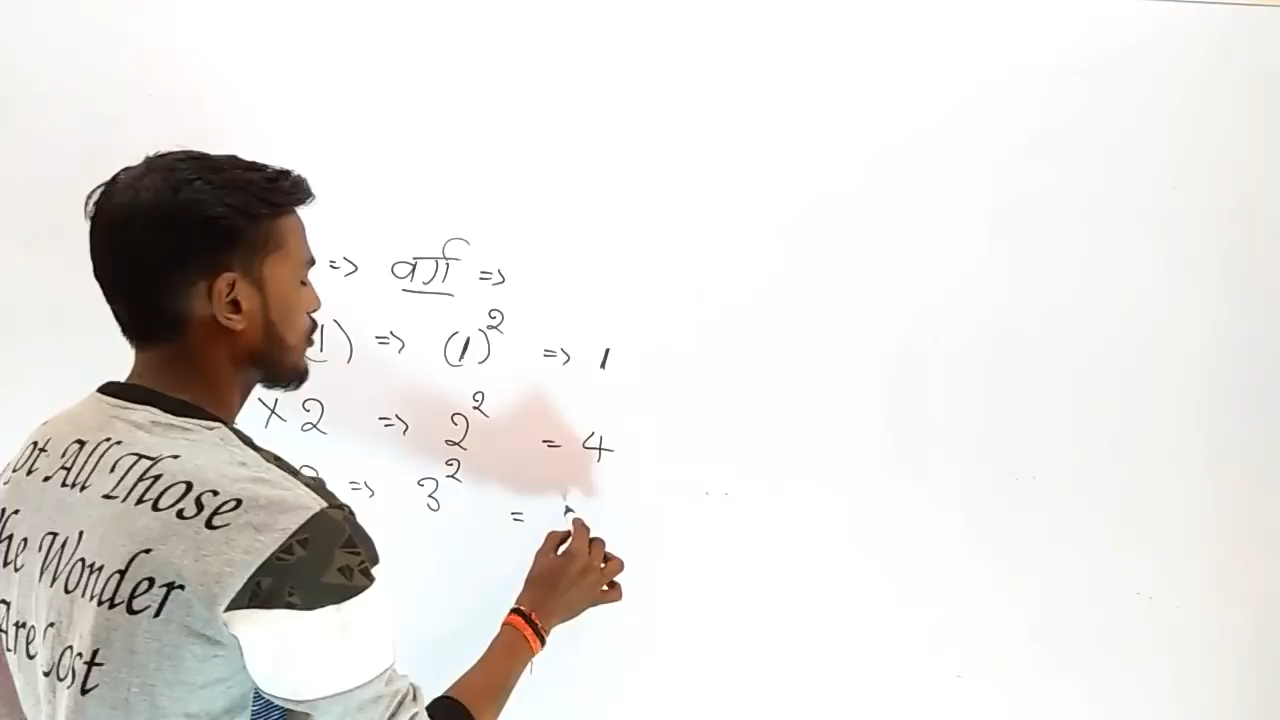 => वर्ग =>
1) => (1)² => 1
× 2 => 2² = 4
=> 3² =
ot All Those
he Wonder
Are Lost